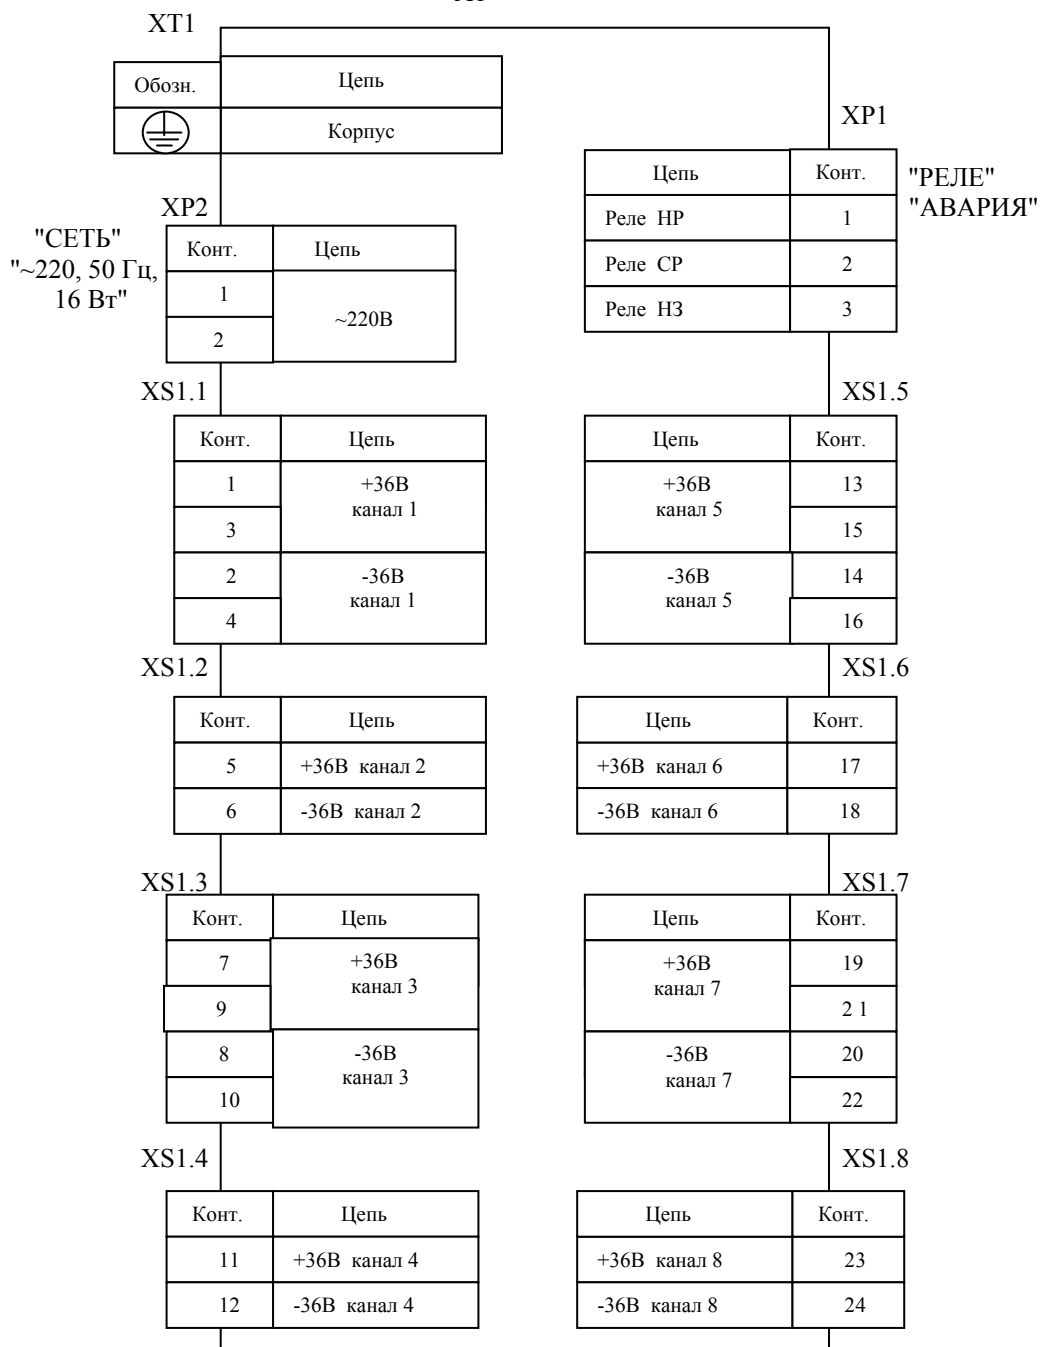 XT1
Обозн. Цепь
Корпус
XP2
"СЕТЬ"
"~220, 50 Гц,
16 Вт"
Конт. Цепь
1
~220В
2
XS1.1
Конт. Цепь
1 +36В
канал 1
3
2 -36В
канал 1
4
XS1.2
Конт. Цепь
5 +36В канал 2
6 -36В канал 2
XS1.3
Конт. Цепь
7 +36В
канал 3
9
8 -36В
канал 3
10
XS1.4
Конт. Цепь
11 +36В канал 4
12 -36В канал 4
XP1
"РЕЛЕ"
"АВАРИЯ"
Цепь Конт.
Реле НР 1
Реле СР 2
Реле НЗ 3
XS1.5
Цепь Конт.
+36В 13
канал 5
15
-36В 14
канал 5
16
XS1.6
Цепь Конт.
+36В канал 6 17
-36В канал 6 18
XS1.7
Цепь Конт.
+36В 19
канал 7
2 1
-36В 20
канал 7
22
XS1.8
Цепь Конт.
+36В канал 8 23
-36В канал 8 24